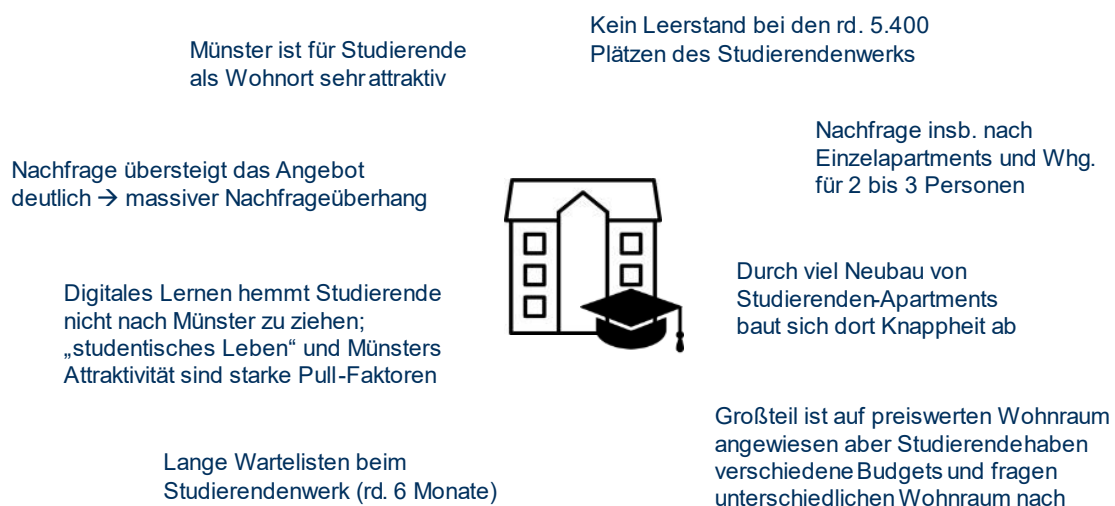 Münster ist für Studierende
als Wohnort sehr attraktiv
Kein Leerstand bei den rd. 5.400
Plätzen des Studierendenwerks
Nachfrage übersteigt das Angebot
deutlich → massiver Nachfrageüberhang
Nachfrage insb. nach
Einzelapartments und Whg.
für 2 bis 3 Personen
Digitales Lernen hemmt Studierende
nicht nach Münster zu ziehen;
„studentisches Leben“ und Münsters
Attraktivität sind starke Pull-Faktoren
Durch viel Neubau von
Studierenden-Apartments
baut sich dort Knappheit ab
Lange Wartelisten beim
Studierendenwerk (rd. 6 Monate)
Großteil ist auf preiswerten Wohnraum
angewiesen aber Studierende haben
verschiedene Budgets und fragen
unterschiedlichen Wohnraum nach